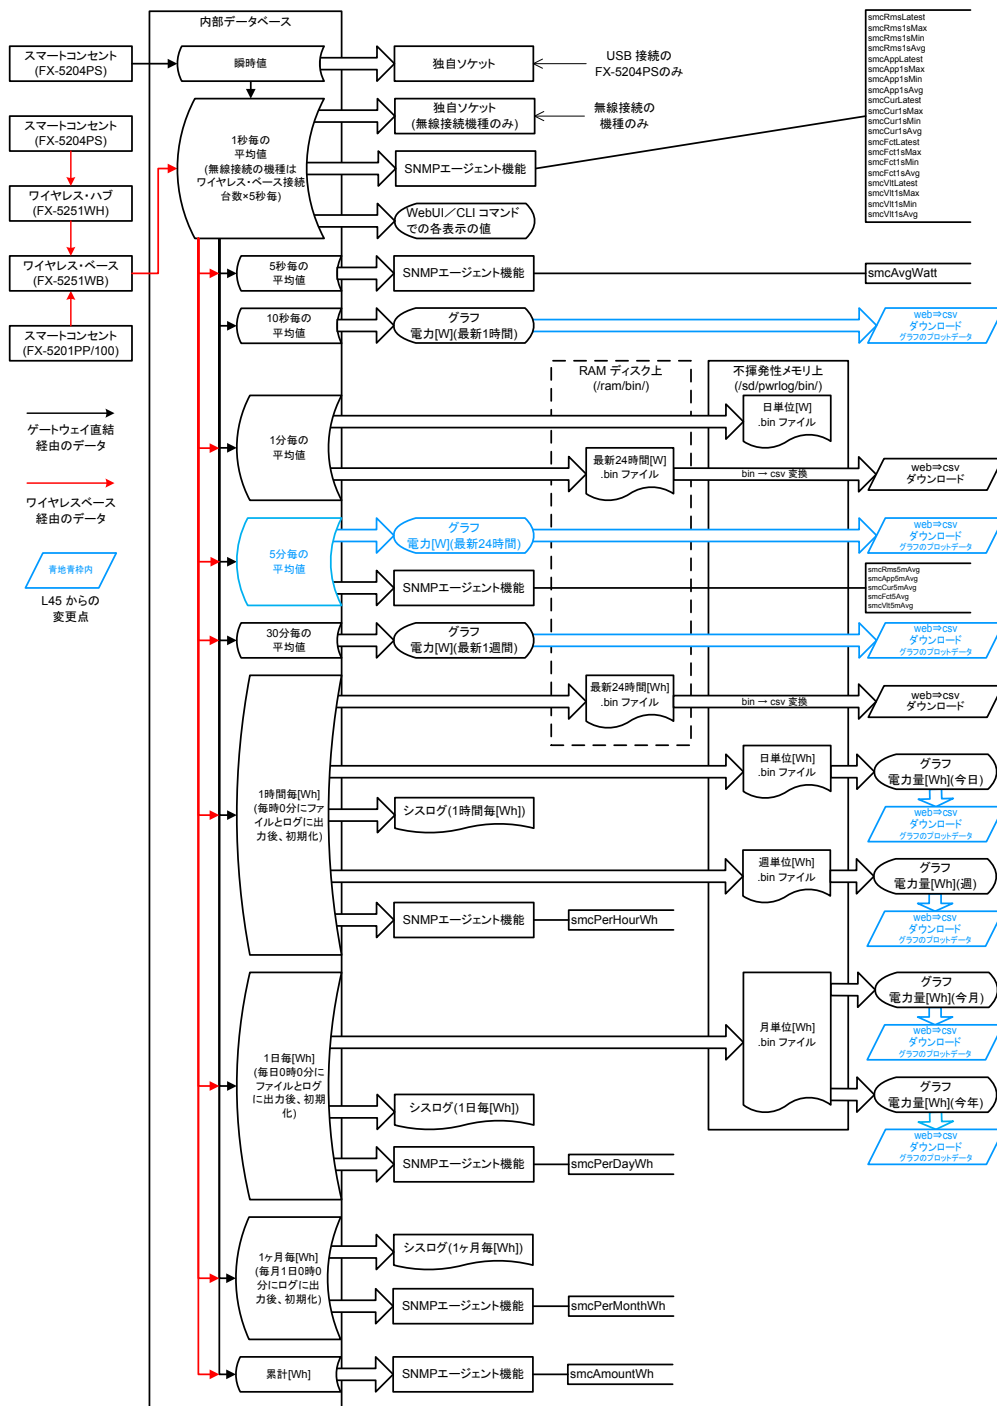 内部データベース
スマートコンセント
(FX-5204PS)
瞬時値
独自ソケット
USB 接続の
FX-5204PSのみ
smcRmsLatest
smcRms1sMax
smcRms1sMin
smcRms1sAvg
smcAppLatest
smcApp1sMax
smcApp1sMin
smcApp1sAvg
smcCurLatest
smcCur1sMax
smcCur1sMin
smcCur1sAvg
smcFctLatest
smcFct1sMax
smcFct1sMin
smcFct1sAvg
smcVltLatest
smcVlt1sMax
smcVlt1sMin
smcVlt1sAvg
スマートコンセント
(FX-5204PS)
1秒毎の
平均値
(無線接続の機種は
ワイヤレス・ベース接続
台数×5秒毎)
独自ソケット
(無線接続機種のみ)
無線接続の
機種のみ
SNMPエージェント機能
WebUI／CLI コマンド
での各表示の値
ワイヤレス・ハブ
(FX-5251WH)
ワイヤレス・ベース
(FX-5251WB)
スマートコンセント
(FX-5201PP/100)
5秒毎の
平均値
SNMPエージェント機能
smcAvgWatt
10秒毎の
平均値
グラフ
電力[W](最新1時間)
web⇒csv
ダウンロード
グラフのプロットデータ
RAM ディスク上
(/ram/bin/)
不揮発性メモリ上
(/sd/pwrlog/bin/)
ゲートウェイ直結
経由のデータ
ワイヤレスベース
経由のデータ
青地青枠内
L45 からの
変更点
1分毎の
平均値
日単位[W]
.bin ファイル
最新24時間[W]
.bin ファイル
bin → csv 変換
web⇒csv
ダウンロード
5分毎の
平均値
グラフ
電力[W](最新24時間)
web⇒csv
ダウンロード
グラフのプロットデータ
SNMPエージェント機能
smcRms5mAvg
smcApp5mAvg
smcCur5mAvg
smcFct5Avg
smcVlt5mAvg
30分毎の
平均値
グラフ
電力[W](最新1週間)
web⇒csv
ダウンロード
グラフのプロットデータ
1時間毎[Wh]
(毎時0分にファ
イルとログに出
力後、初期化)
最新24時間[Wh]
.bin ファイル
bin → csv 変換
web⇒csv
ダウンロード
日単位[Wh]
.bin ファイル
グラフ
電力量[Wh](今日)
web⇒csv
ダウンロード
グラフのプロットデータ
シスログ(1時間毎[Wh])
週単位[Wh]
.bin ファイル
グラフ
電力量[Wh](週)
web⇒csv
ダウンロード
グラフのプロットデータ
SNMPエージェント機能
smcPerHourWh
1日毎[Wh]
(毎日0時0分に
ファイルとログ
に出力後、初期
化)
月単位[Wh]
.bin ファイル
グラフ
電力量[Wh](今月)
web⇒csv
ダウンロード
グラフのプロットデータ
グラフ
電力量[Wh](今年)
web⇒csv
ダウンロード
グラフのプロットデータ
シスログ(1日毎[Wh])
SNMPエージェント機能
smcPerDayWh
1ヶ月毎[Wh]
(毎月1日0時0
分にログに出
力後、初期化)
シスログ(1ヶ月毎[Wh])
SNMPエージェント機能
smcPerMonthWh
累計[Wh]
SNMPエージェント機能
smcAmountWh